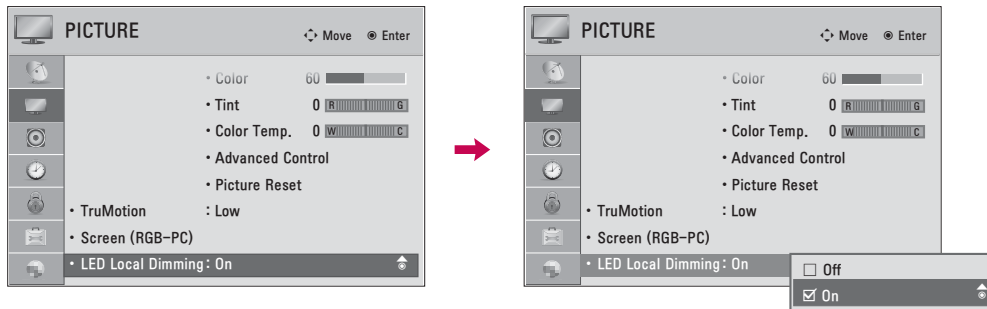 PICTURE Move Enter
• Color 60
• Tint 0 R G
• Color Temp. 0 W C
• Advanced Control
• Picture Reset
• TruMotion : Low
• Screen (RGB-PC)
• LED Local Dimming: On
PICTURE Move Enter
• Color 60
• Tint 0 R G
• Color Temp. 0 W C
• Advanced Control
• Picture Reset
• TruMotion : Low
• Screen (RGB-PC)
• LED Local Dimming: On
Off
On